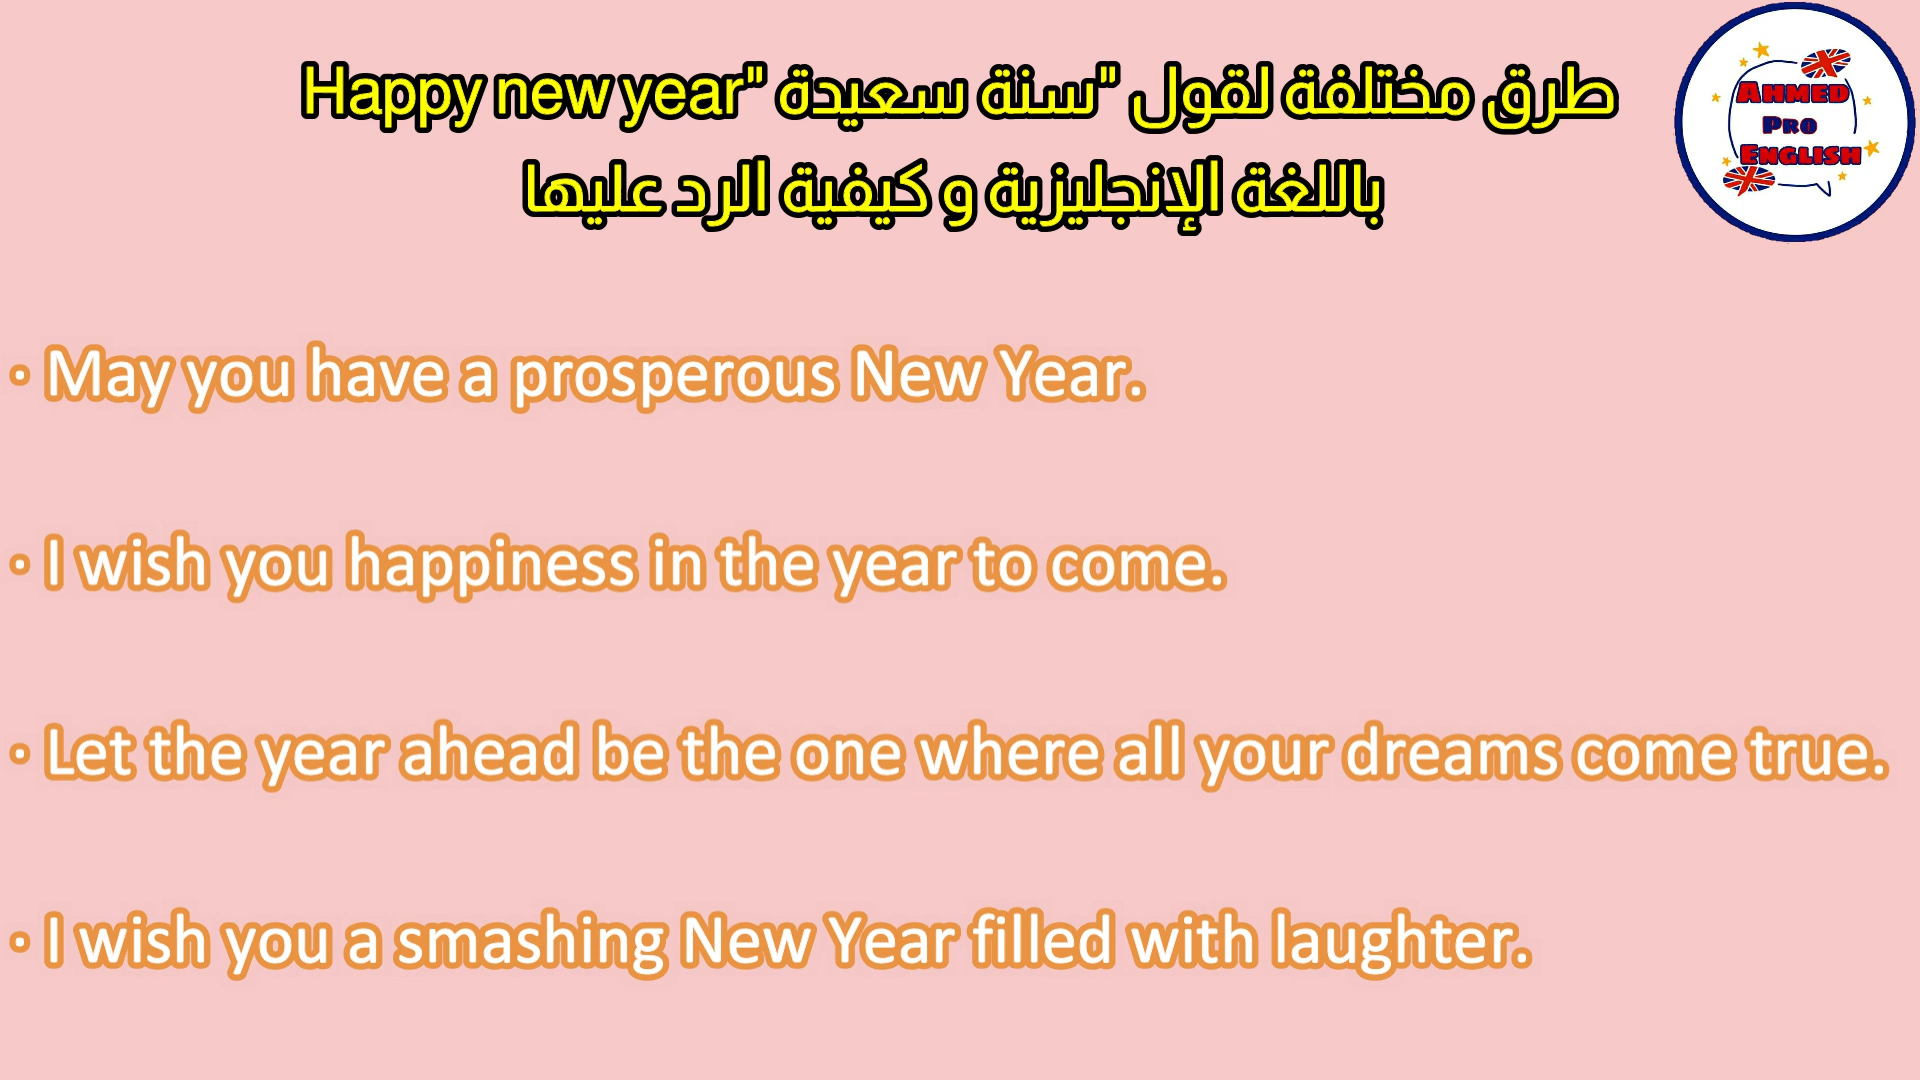 طرق مختلفة لقول "سنة سعيدة "Happy new year
باللغة الإنجليزية و كيفية الرد عليها
AHMED
PRO
ENGLISH
• May you have a prosperous New Year.
• I wish you happiness in the year to come.
• Let the year ahead be the one where all your dreams come true.
• I wish you a smashing New Year filled with laughter.